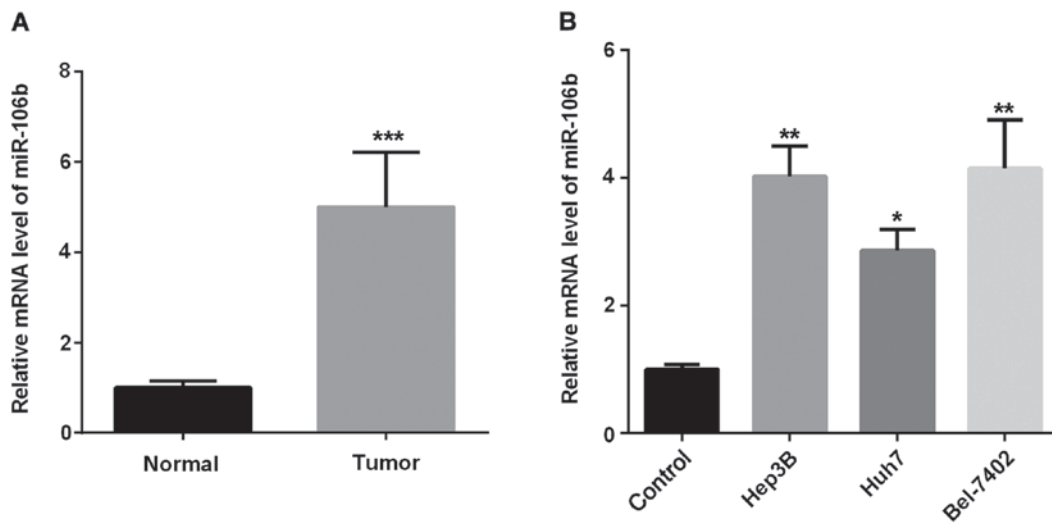 A
Relative mRNA level of miR-106b
8
6
4
2
0
***
Normal
Tumor
B
Relative mRNA level of miR-106b
6
4
2
0
**
*
**
Control
Hep3B
Huh7
Bel-7402